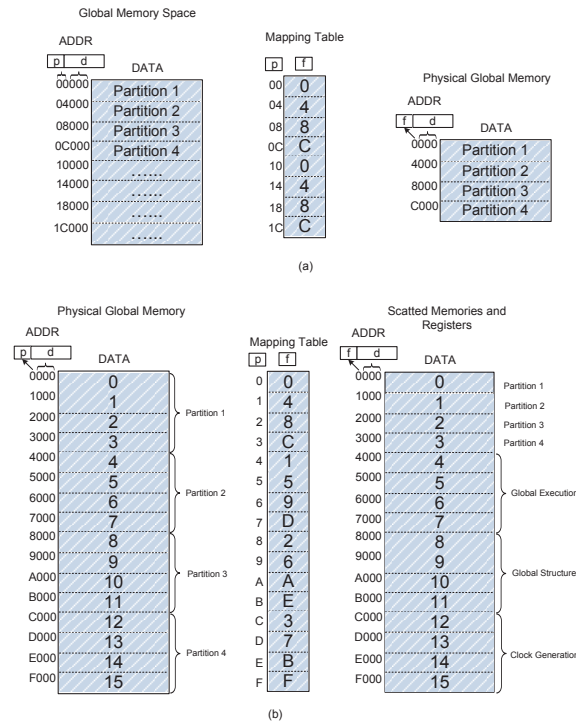 Global Memory Space
ADDR
p d
DATA
00000
04000
08000
0C000
10000
14000
18000
1C000
Partition 1
Partition 2
Partition 3
Partition 4
......
......
......
......
Mapping Table
p f
00 0
04 4
08 8
0C C
10 0
14 4
18 8
1C C
Physical Global Memory
ADDR
f d
DATA
0000
4000
8000
C000
Partition 1
Partition 2
Partition 3
Partition 4
(a)
Physical Global Memory
ADDR
p d
DATA
0000 0
1000 1
2000 2
3000 3
4000 4
5000 5
6000 6
7000 7
8000 8
9000 9
A000 10
B000 11
C000 12
D000 13
E000 14
F000 15
Partition 1
Partition 2
Partition 3
Partition 4
Mapping Table
p f
0 0
1 4
2 8
3 C
4 1
5 5
6 9
7 D
8 2
9 6
A A
B E
C 3
D 7
E B
F F
Scatted Memories and
Registers
ADDR
f d
DATA
0000 0
1000 1
2000 2
3000 3
4000 4
5000 5
6000 6
7000 7
8000 8
9000 9
A000 10
B000 11
C000 12
D000 13
E000 14
F000 15
Partition 1
Partition 2
Partition 3
Partition 4
Global Execution
Global Structure
Clock Generation
(b)